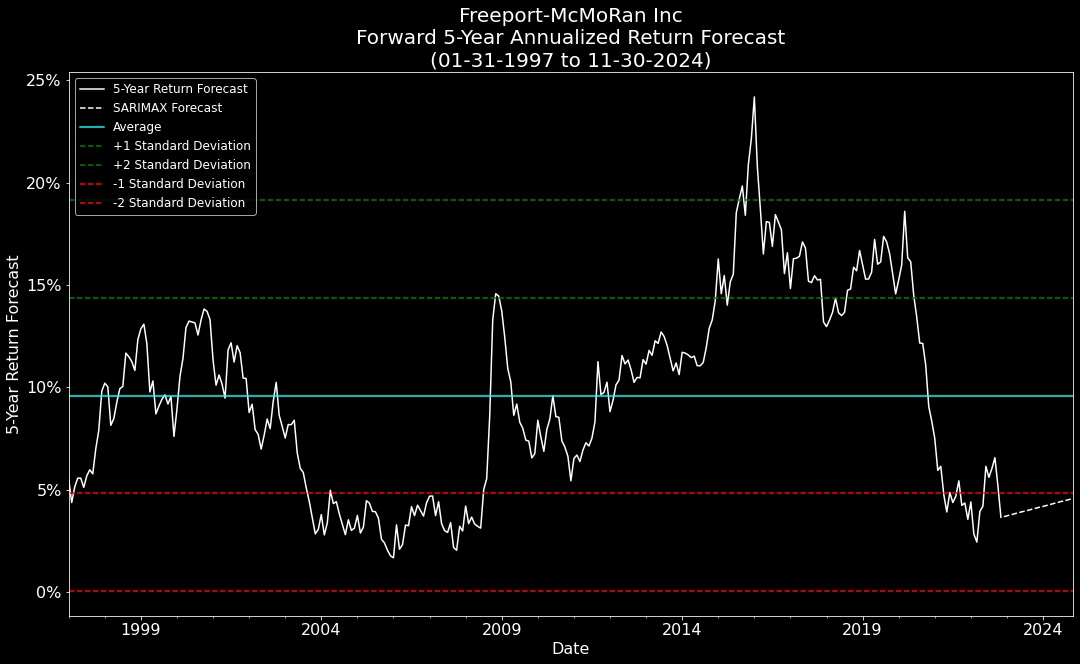 Freeport-McMoRan Inc
Forward 5-Year Annualized Return Forecast
(01-31-1997 to 11-30-2024)
25%
20%
15%
10%
5%
0%
5-Year Return Forecast
5-Year Return Forecast
SARIMAX Forecast
Average
+1 Standard Deviation
+2 Standard Deviation
-1 Standard Deviation
-2 Standard Deviation
1999 2004 2009 2014 2019 2024
Date